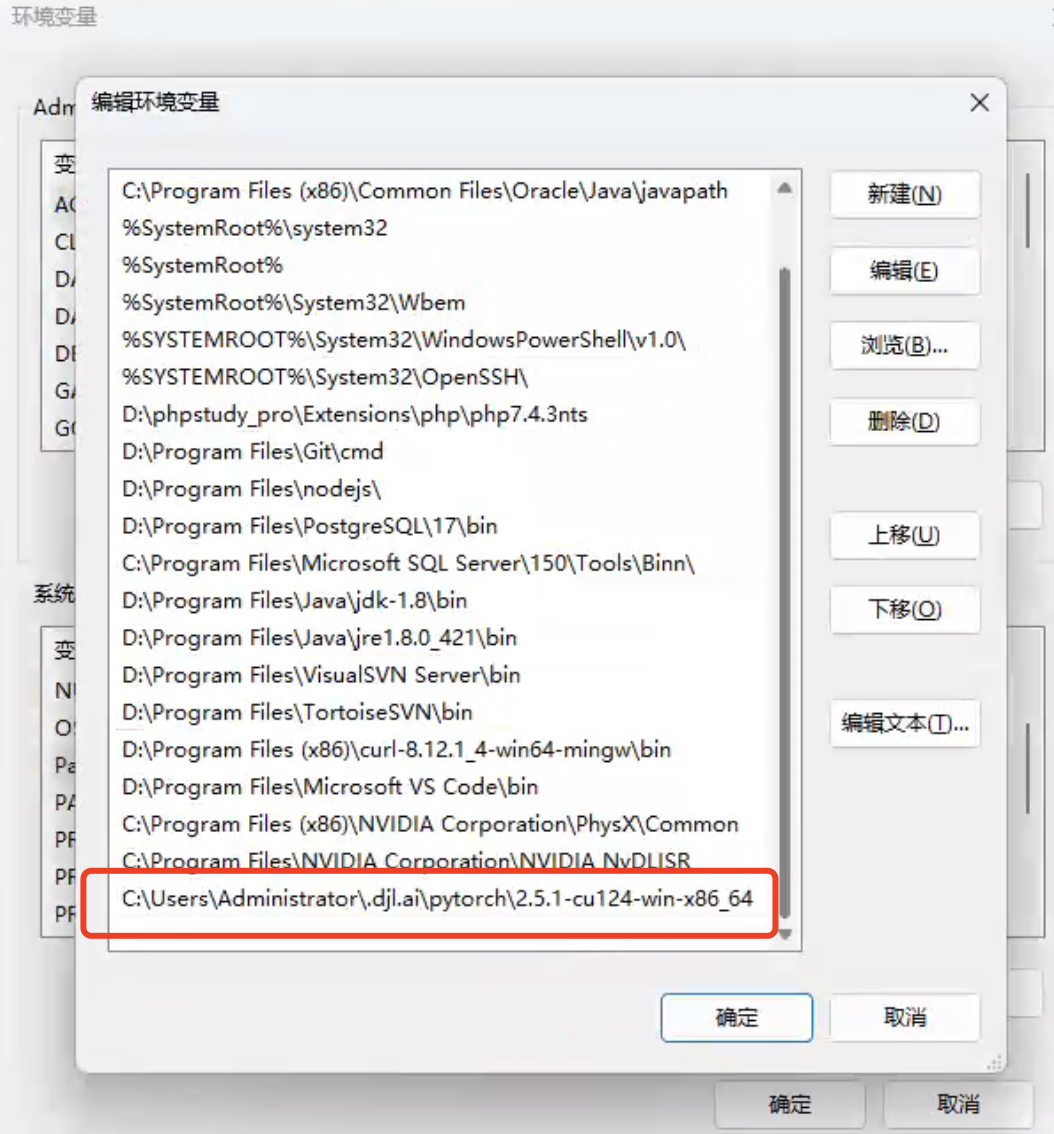 环境变量
编辑环境变量
Adm
变
AC
CL
DA
DA
DE
GA
GO
C:\Program Files (x86)\Common Files\Oracle\Java\javapath
%SystemRoot%\system32
%SystemRoot%
%SystemRoot%\System32\Wbem
%SYSTEMROOT%\System32\WindowsPowerShell\v1.0\
%SYSTEMROOT%\System32\OpenSSH\
D:\phpstudy_pro\Extensions\php\php7.4.3nts
D:\Program Files\Git\cmd
D:\Program Files\nodejs\
D:\Program Files\PostgreSQL\17\bin
C:\Program Files\Microsoft SQL Server\150\Tools\Binn\
D:\Program Files\Java\jdk-1.8\bin
D:\Program Files\Java\jre1.8.0_421\bin
D:\Program Files\VisualSVN Server\bin
D:\Program Files\TortoiseSVN\bin
D:\Program Files (x86)\curl-8.12.1_4-win64-mingw\bin
D:\Program Files\Microsoft VS Code\bin
C:\Program Files (x86)\NVIDIA Corporation\PhysX\Common
C:\Program Files\NVIDIA Corporation\NVIDIA NvDLISR
C:\Users\Administrator\.djl.ai\pytorch\2.5.1-cu124-win-x86_64
新建(N)
编辑(E)
浏览(B)...
删除(D)
上移(U)
下移(O)
编辑文本(T)...
系统
变
NU
OS
Pa
PA
PR
PR
PR
确定
取消
确定
取消